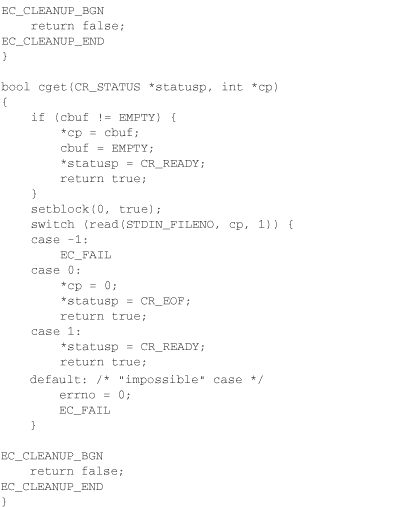 EC_CLEANUP_BGN
    return false;
EC_CLEANUP_END
}

bool cget(CR_STATUS *statusp, int *cp)
{
    if (cbuf != EMPTY) {
        *cp = cbuf;
        cbuf = EMPTY;
        *statusp = CR_READY;
        return true;
    }
    setblock(0, true);
    switch (read(STDIN_FILENO, cp, 1)) {
    case -1:
        EC_FAIL
    case 0:
        *cp = 0;
        *statusp = CR_EOF;
        return true;
    case 1:
        *statusp = CR_READY;
        return true;
    default: /* "impossible" case */
        errno = 0;
        EC_FAIL
    }

EC_CLEANUP_BGN
    return false;
EC_CLEANUP_END
}